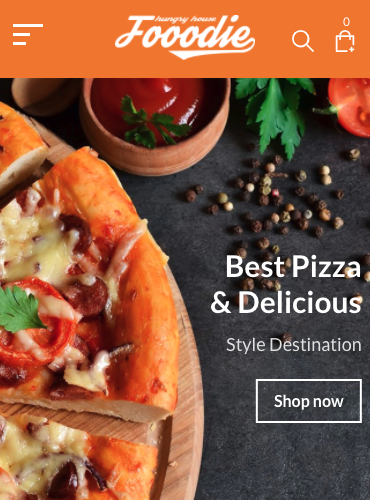 hungry house
Fooodie
0
Best Pizza
& Delicious
Style Destination
Shop now